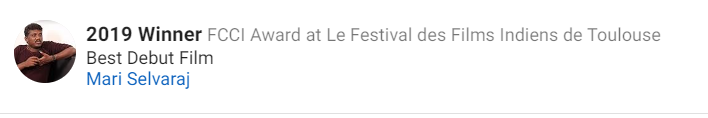 2019 Winner FCCI Award at Le Festival des Films Indiens de Toulouse
Best Debut Film
Mari Selvaraj